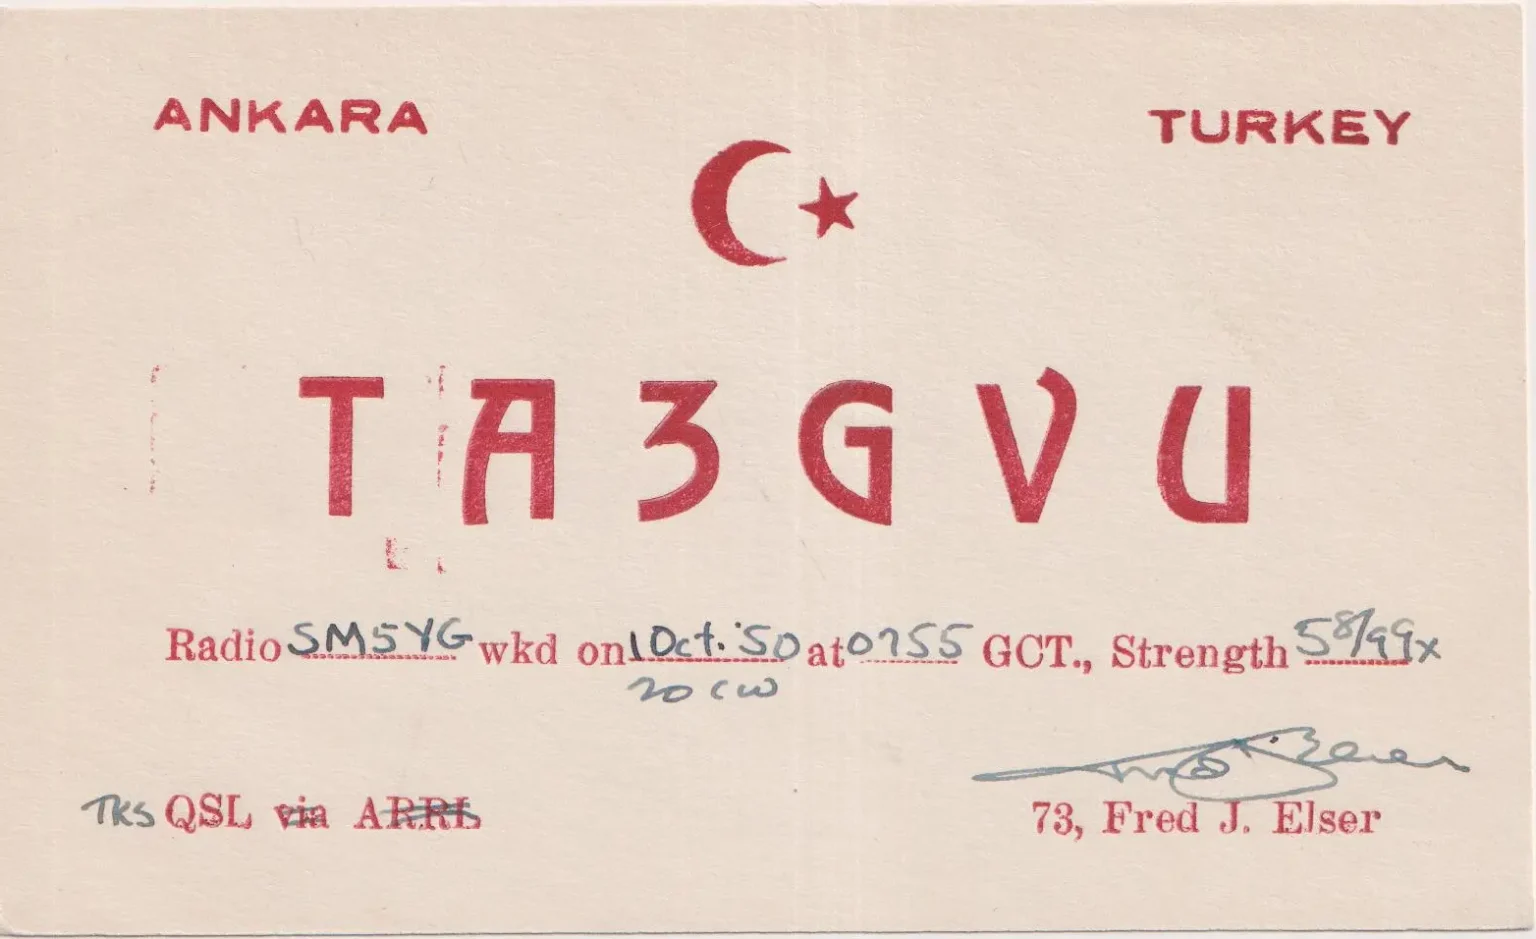 ANKARA TURKEY
TA3GVU
Radio SM5YG wkd on 1 Oct. '50 at 0755 GCT., Strength 58/99x
20 CW
TKS QSL via ARRL
73, Fred J. Elser